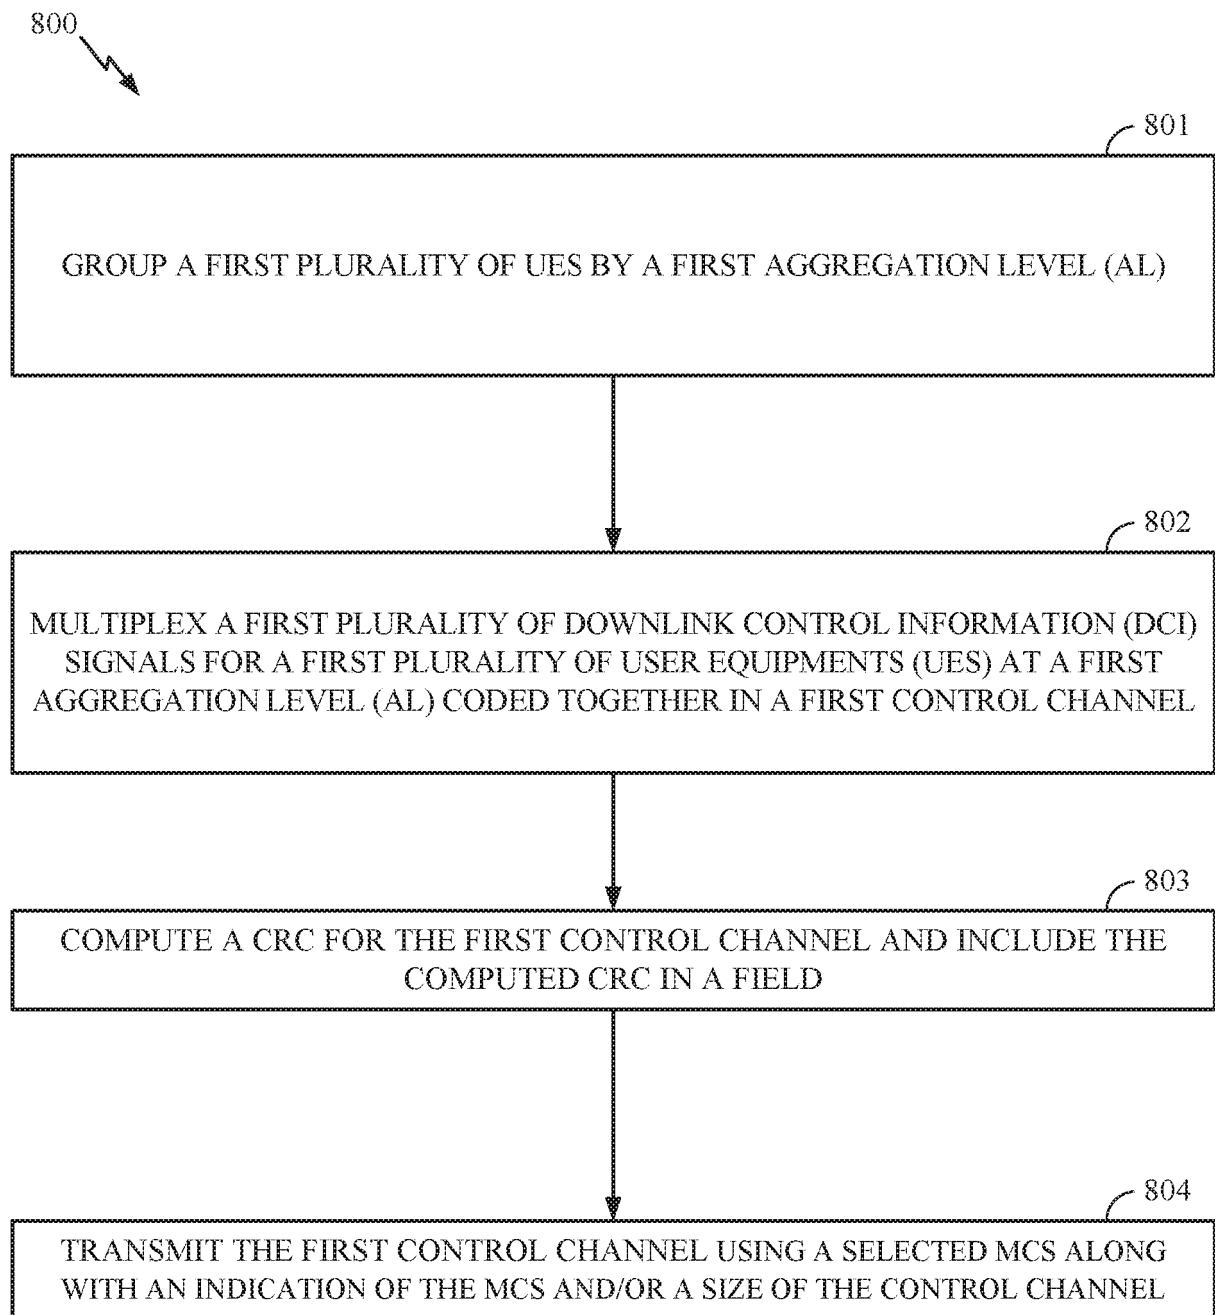 800
801
GROUP A FIRST PLURALITY OF UES BY A FIRST AGGREGATION LEVEL (AL)
802
MULTIPLEX A FIRST PLURALITY OF DOWNLINK CONTROL INFORMATION (DCI)
SIGNALS FOR A FIRST PLURALITY OF USER EQUIPMENTS (UES) AT A FIRST
AGGREGATION LEVEL (AL) CODED TOGETHER IN A FIRST CONTROL CHANNEL
803
COMPUTE A CRC FOR THE FIRST CONTROL CHANNEL AND INCLUDE THE
COMPUTED CRC IN A FIELD
804
TRANSMIT THE FIRST CONTROL CHANNEL USING A SELECTED MCS ALONG
WITH AN INDICATION OF THE MCS AND/OR A SIZE OF THE CONTROL CHANNEL